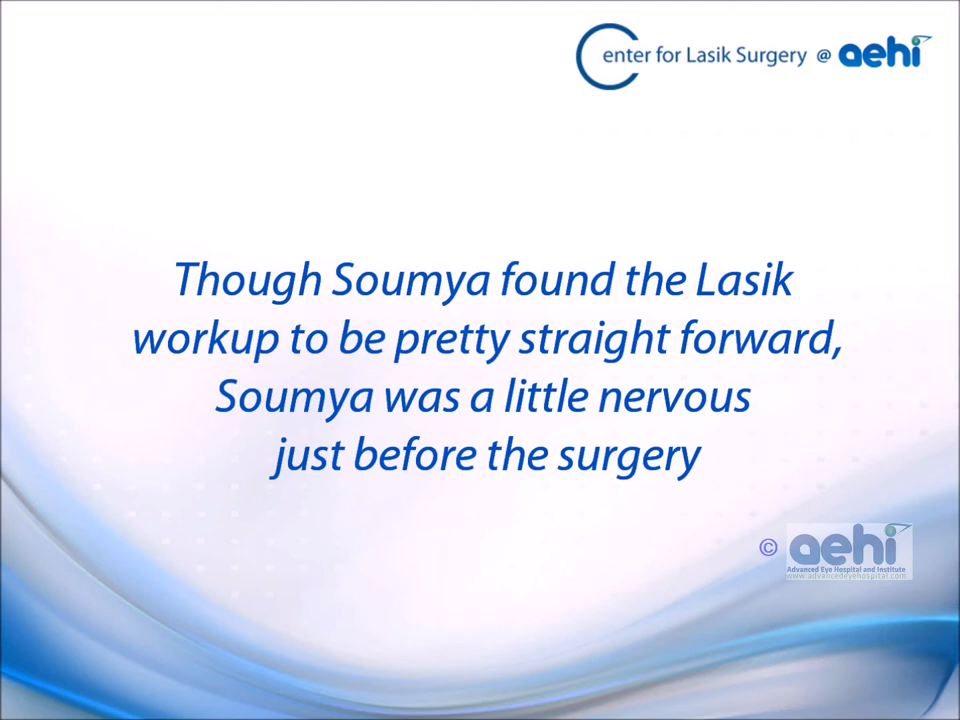 Center for Lasik Surgery @ aehi
Though Soumya found the Lasik
workup to be pretty straight forward,
Soumya was a little nervous
just before the surgery
© aehi
Advanced Eye Hospital and Institute
www.advancedeyehospital.com